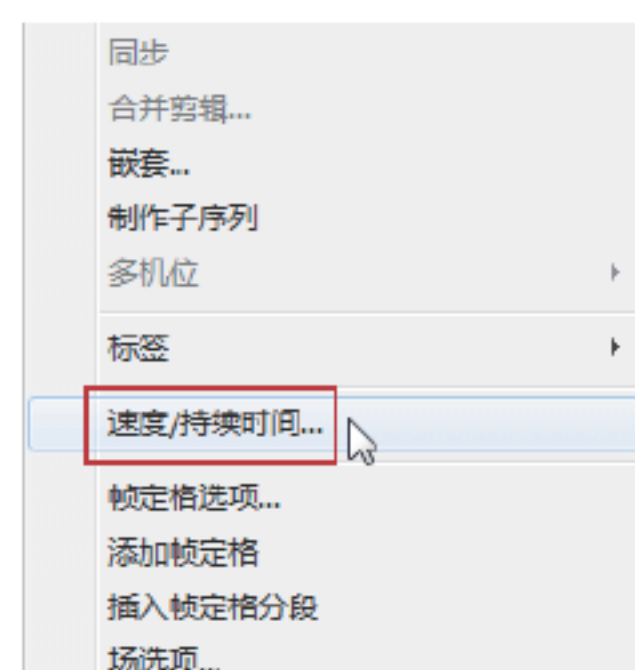 同步
合并剪辑...
嵌套...
制作子序列
多机位
标签
速度/持续时间...
帧定格选项...
添加帧定格
插入帧定格分段
场选项...